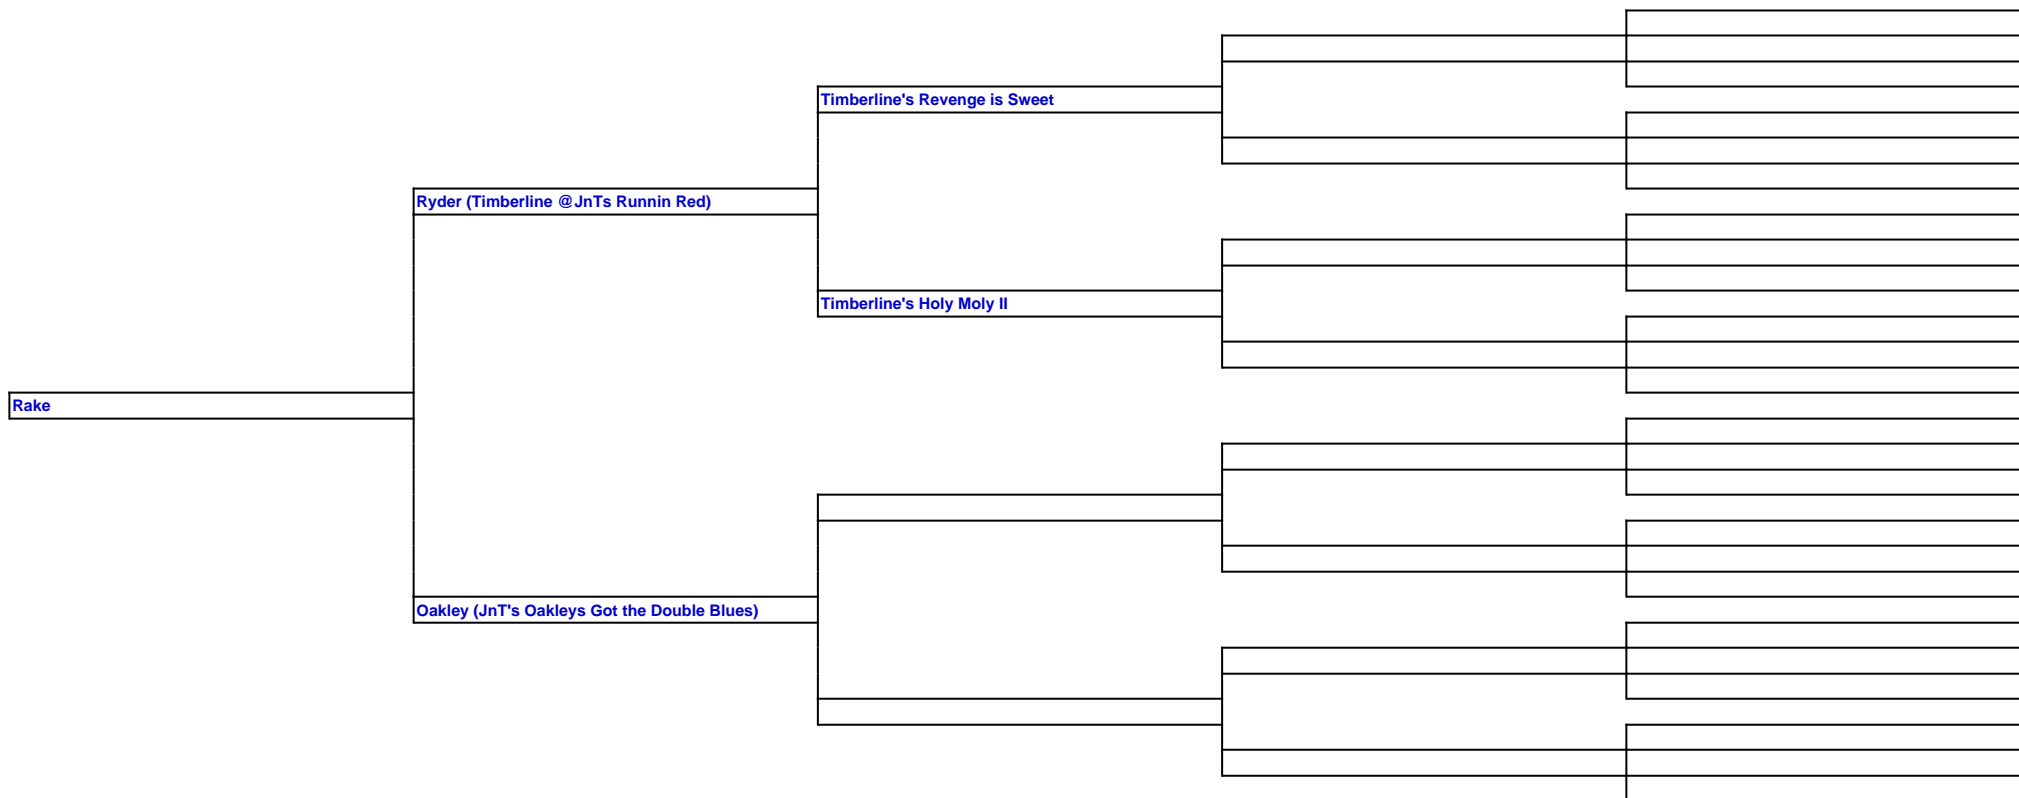 Timberline's Revenge is Sweet
Ryder (Timberline @JnTs Runnin Red)
Timberline's Holy Moly II
Rake
Oakley (JnT's Oakleys Got the Double Blues)